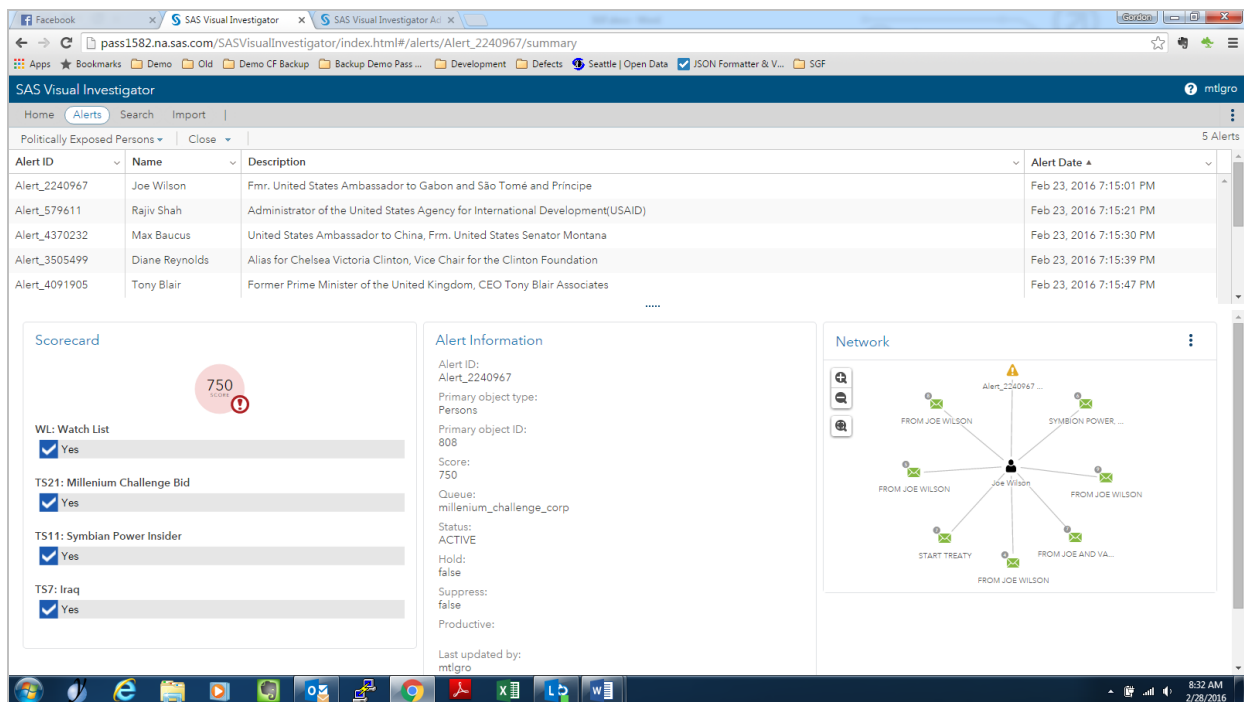 Facebook
SAS Visual Investigator
SAS Visual Investigator Ad
Gordon
pass1582.na.sas.com/SASVisualInvestigator/index.html#/alerts/Alert_2240967/summary
Apps Bookmarks Demo Old Demo CF Backup Backup Demo Pass ... Development Defects Seattle | Open Data JSON Formatter & V... SGF
SAS Visual Investigator
mtlgro
Home Alerts Search Import
Politically Exposed Persons Close
5 Alerts
Alert ID Name Description Alert Date
Alert_2240967 Joe Wilson Fmr. United States Ambassador to Gabon and São Tomé and Príncipe Feb 23, 2016 7:15:01 PM
Alert_579611 Rajiv Shah Administrator of the United States Agency for International Development(USAID) Feb 23, 2016 7:15:21 PM
Alert_4370232 Max Baucus United States Ambassador to China, Frm. United States Senator Montana Feb 23, 2016 7:15:30 PM
Alert_3505499 Diane Reynolds Alias for Chelsea Victoria Clinton, Vice Chair for the Clinton Foundation Feb 23, 2016 7:15:39 PM
Alert_4091905 Tony Blair Former Prime Minister of the United Kingdom, CEO Tony Blair Associates Feb 23, 2016 7:15:47 PM
Scorecard
750
SCORE
WL: Watch List
Yes
TS21: Millenium Challenge Bid
Yes
TS11: Symbian Power Insider
Yes
TS7: Iraq
Yes
Alert Information
Alert ID:
Alert_2240967
Primary object type:
Persons
Primary object ID:
808
Score:
750
Queue:
millenium_challenge_corp
Status:
ACTIVE
Hold:
false
Suppress:
false
Productive:
Last updated by:
mtlgro
Network
Alert_2240967 ...
FROM JOE WILSON
SYMBION POWER, ...
FROM JOE WILSON
Joe Wilson
FROM JOE WILSON
START TREATY
FROM JOE AND VA...
FROM JOE WILSON
8:32 AM
2/28/2016